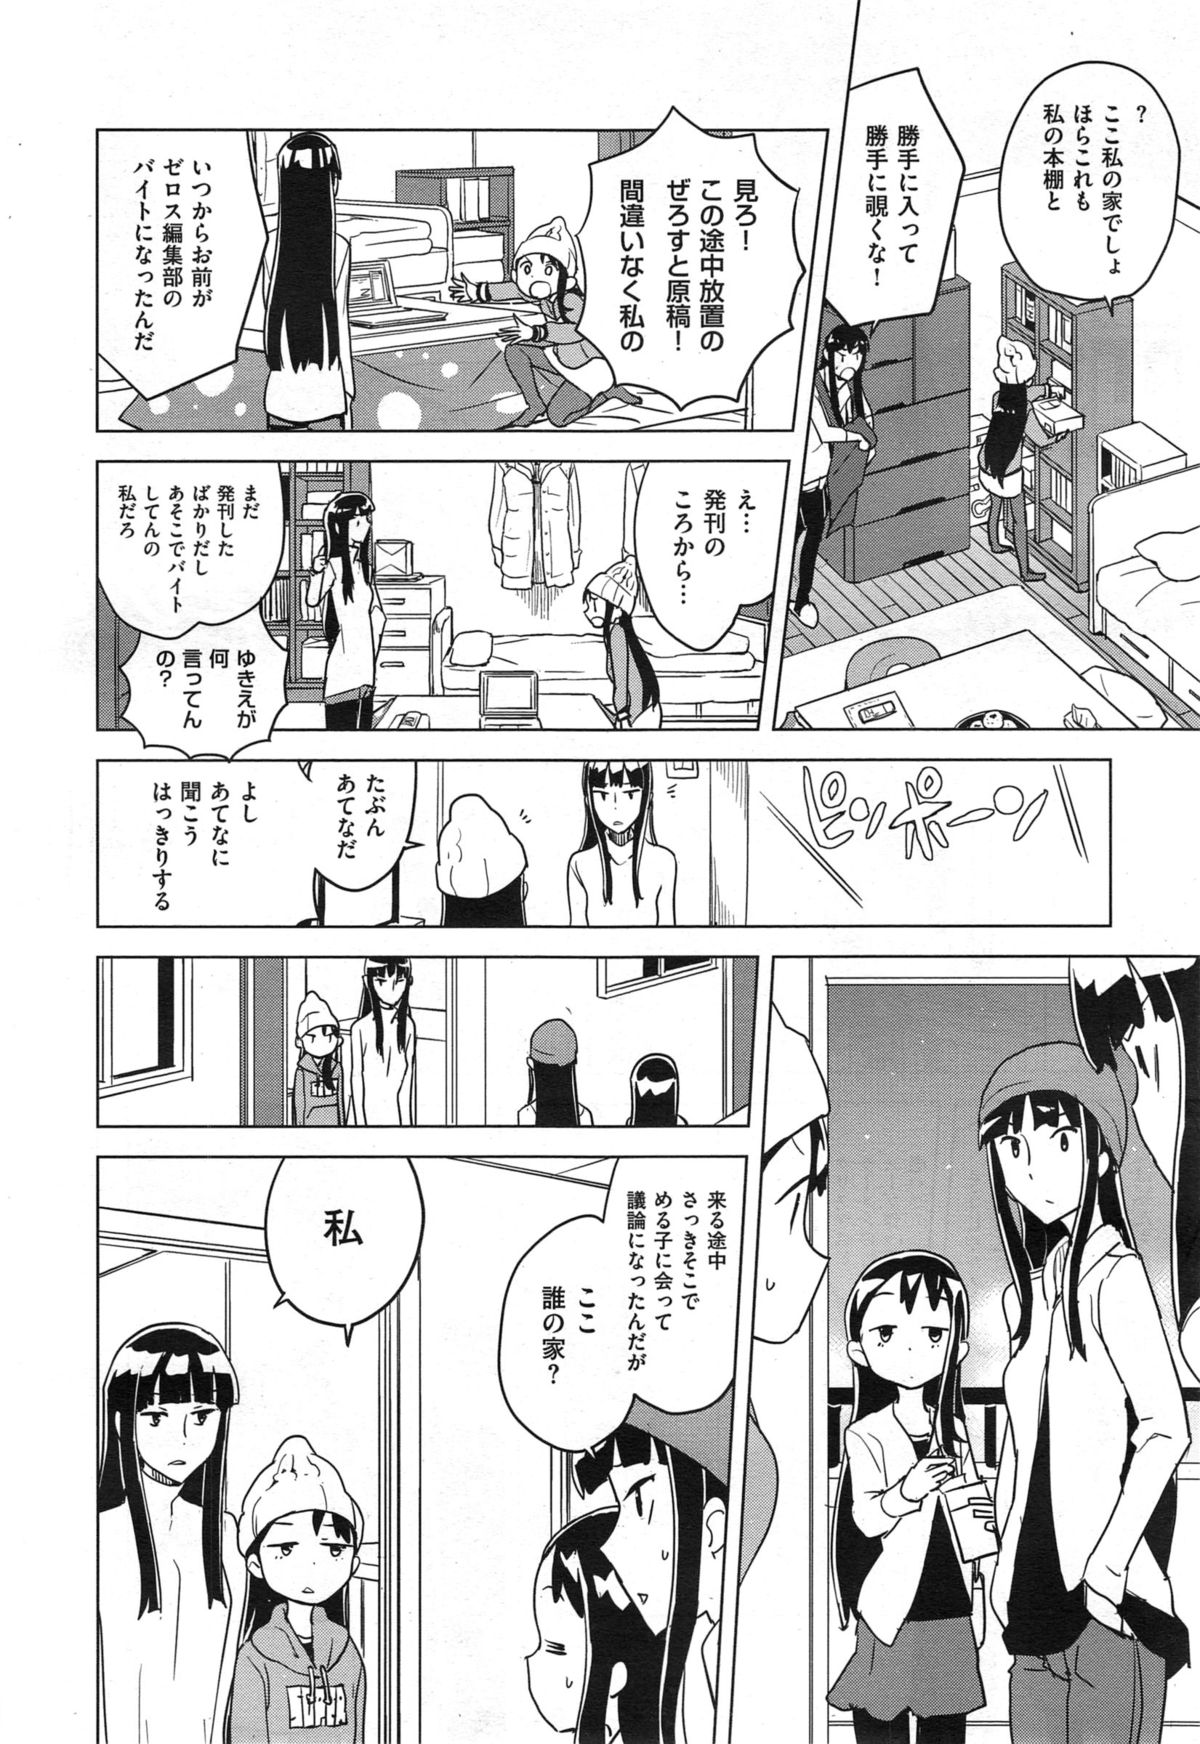 ？
ここ私の家でしょ
ほらこれも
私の本棚と
勝手に入って
勝手に覗くな！
見ろ！
この途中放置の
ぜろすと原稿！
間違いなく私の
いつからお前が
ゼロス編集部の
バイトになったんだ
え…
発刊の
ころから…
まだ
発刊した
ばかりだし
あそこでバイト
してんの
私だろ
ゆきえが
何
言ってん
の？
ピンポーン
たぶん
あてなだ
よし
あてなに
聞こう
はっきりする
来る途中
さっきそこで
める子に会って
議論になったんだが
ここ
誰の家？
私